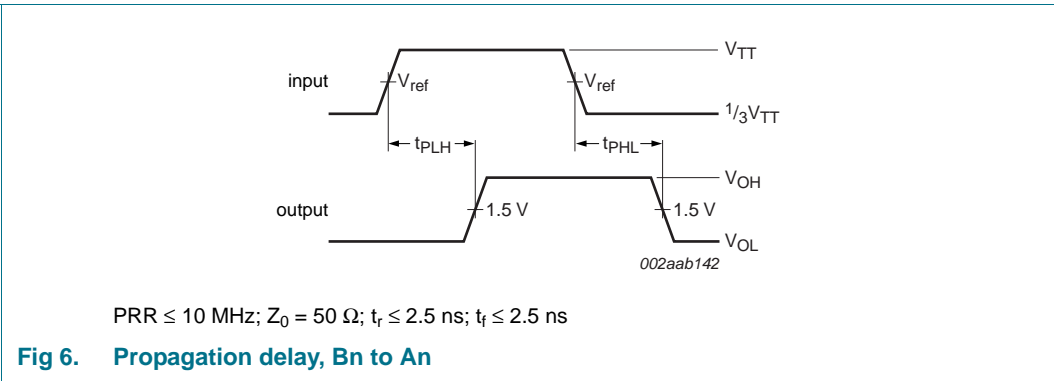 V_TT
input V_ref V_ref
1/3V_TT
t_PLH t_PHL
V_OH
output 1.5 V 1.5 V
V_OL
002aab142
PRR ≤ 10 MHz; Z_0 = 50 Ω; t_r ≤ 2.5 ns; t_f ≤ 2.5 ns
Fig 6. Propagation delay, Bn to An